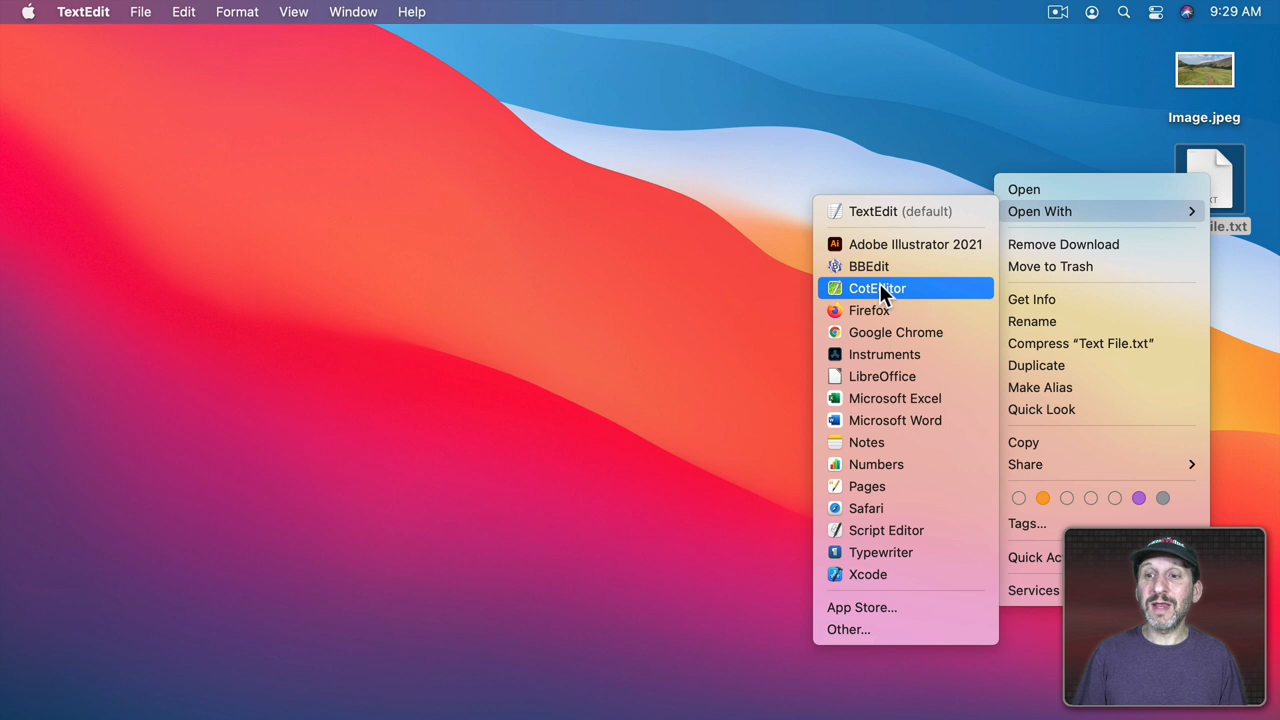 TextEdit File Edit Format View Window Help 9:29 AM
Image.jpeg
ile.txt
Open
Open With
Remove Download
Move to Trash
Get Info
Rename
Compress “Text File.txt”
Duplicate
Make Alias
Quick Look
Copy
Share
Tags...
Quick Ac
Services
TextEdit (default)
Adobe Illustrator 2021
BBEdit
CotEditor
Firefox
Google Chrome
Instruments
LibreOffice
Microsoft Excel
Microsoft Word
Notes
Numbers
Pages
Safari
Script Editor
Typewriter
Xcode
App Store...
Other...